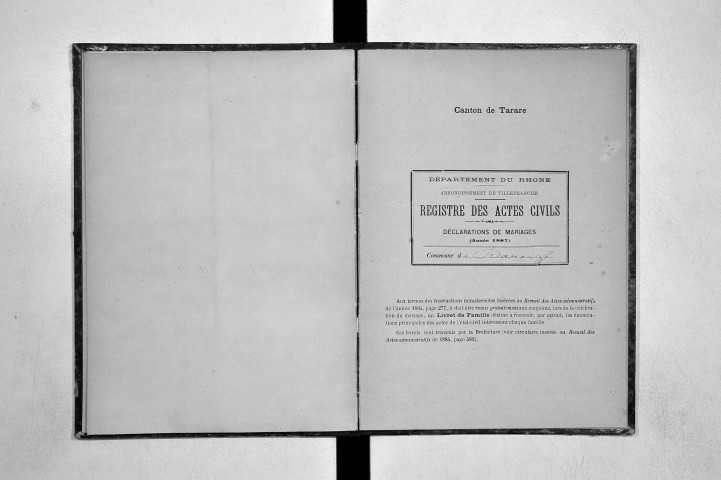 Canton de Tarare
DÉPARTEMENT DU RHONE
ARRONDISSEMENT DE VILLEFRANCHE
REGISTRE DES ACTES CIVILS
DÉCLARATIONS DE MARIAGES
(Année 1887)
Commune d
Aux termes des Instructions ministérielles insérées au Recueil des Actes administratifs
de l'année 1884, page 277, il doit être remis gratuitement aux conjoints, lors de la célébra-
tion du mariage, un Livret de Famille destiné à recevoir, par extrait, les énoncia-
tions principales des actes de l'état civil intéressant chaque famille.
Ces livrets sont transmis par la Préfecture (voir circulaire insérée au Recueil des
Actes administratifs de 1884, page 583).